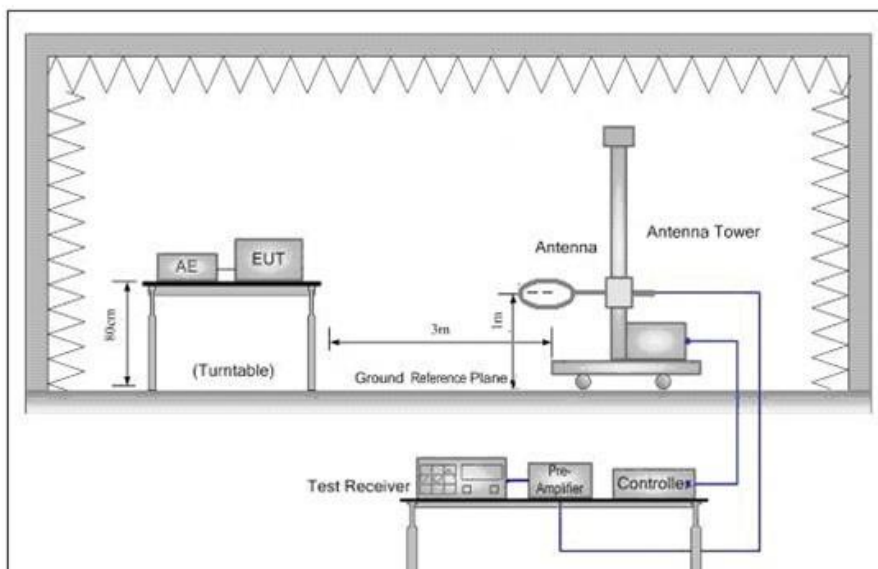 Antenna
Antenna Tower
AE
EUT
80cm
3m
1m
(Turntable)
Ground Reference Plane
Test Receiver
Pre-
Amplifier
Controller